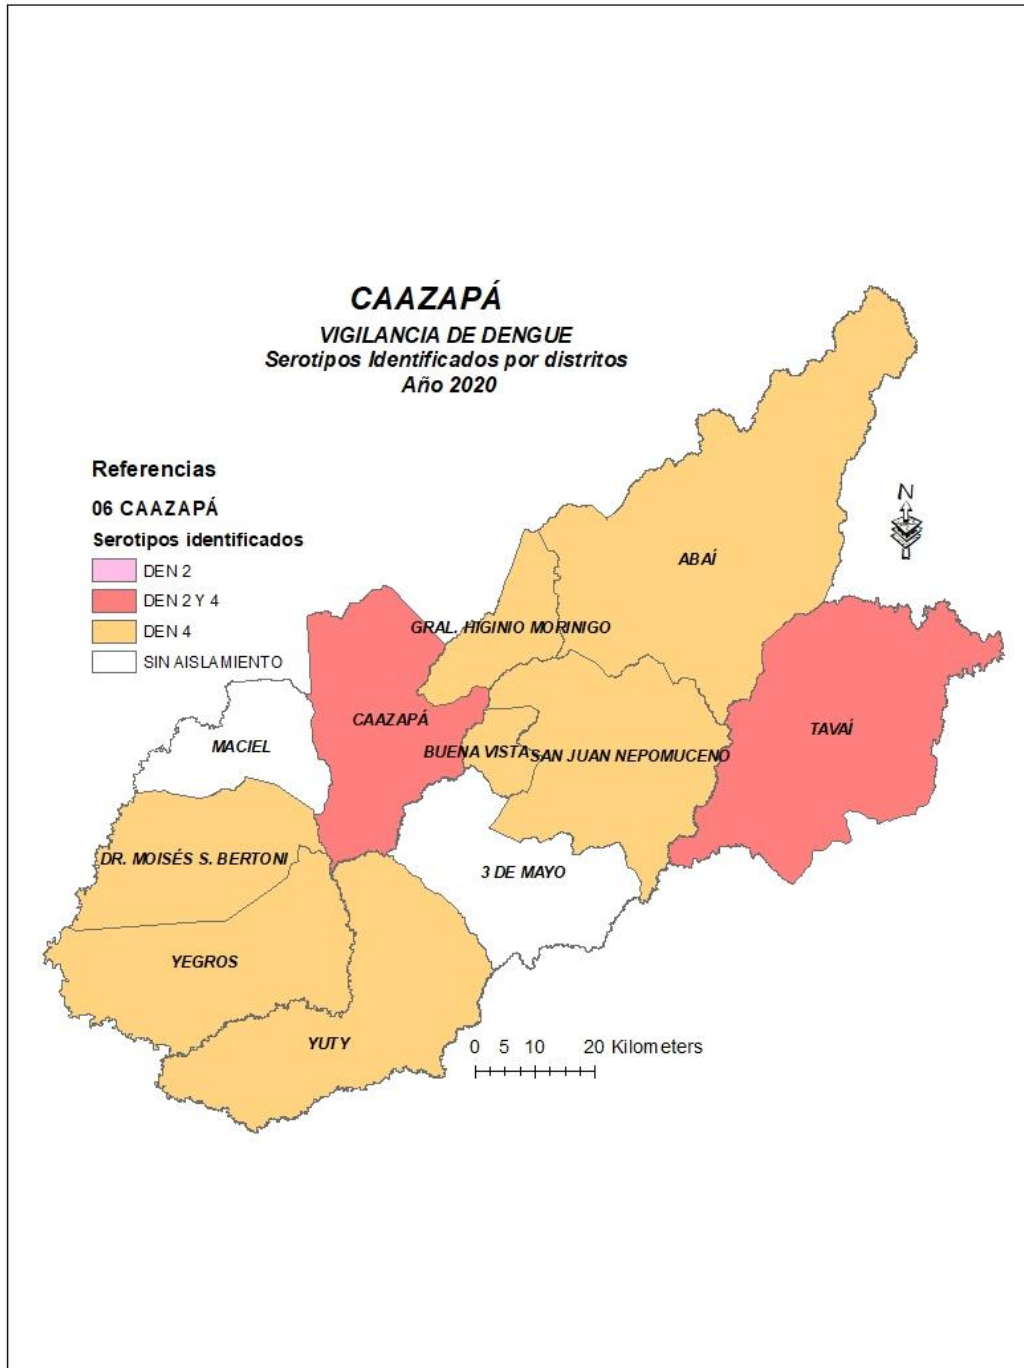 CAAZAPÁ
VIGILANCIA DE DENGUE
Serotipos Identificados por distritos
Año 2020
Referencias
06 CAAZAPÁ
Serotipos identificados
DEN 2
DEN 2 Y 4
DEN 4
SIN AISLAMIENTO
N
ABAÍ
GRAL. HIGINIO MORINIGO
CAAZAPÁ
TAVAÍ
MACIEL
BUENA VISTA
SAN JUAN NEPOMUCENO
DR. MOISÉS S. BERTONI
3 DE MAYO
YEGROS
YUTY
0 5 10 20 Kilometers